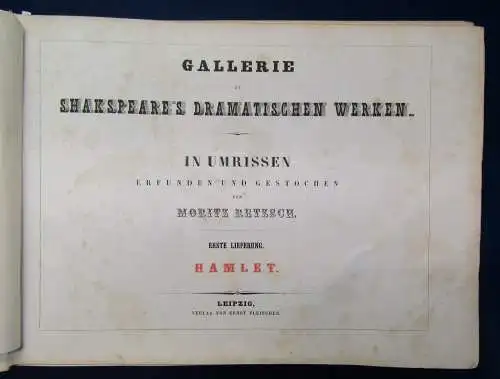 GALLERIE
ZU
SHAKSPEARE'S DRAMATISCHEN WERKEN.
IN UMRISSEN
ERFUNDEN UND GESTOCHEN
VON
MORITZ RETZSCH.
ERSTE LIEFERUNG.
HAMLET.
LEIPZIG,
VERLAG VON ERNST FLEISCHER.